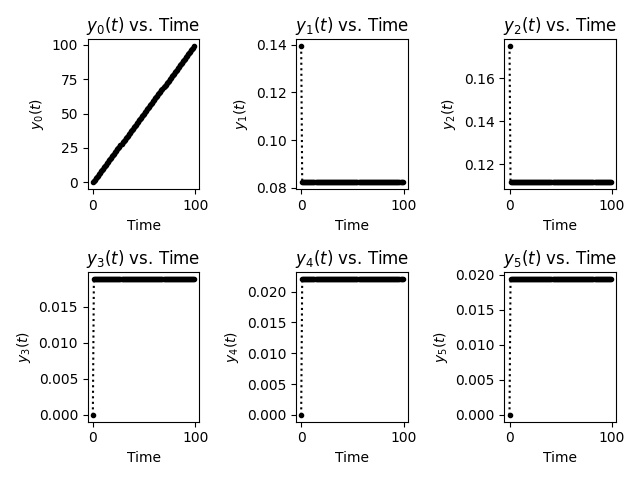 y₀(t) vs. Time
y₁(t) vs. Time
y₂(t) vs. Time
100
75
50
25
0
y₀(t)
0 100
Time
0.14
0.12
0.10
0.08
y₁(t)
0 100
Time
0.16
0.14
0.12
y₂(t)
0 100
Time
y₃(t) vs. Time
y₄(t) vs. Time
y₅(t) vs. Time
0.015
0.010
0.005
0.000
y₃(t)
0 100
Time
0.020
0.015
0.010
0.005
0.000
y₄(t)
0 100
Time
0.020
0.015
0.010
0.005
0.000
y₅(t)
0 100
Time